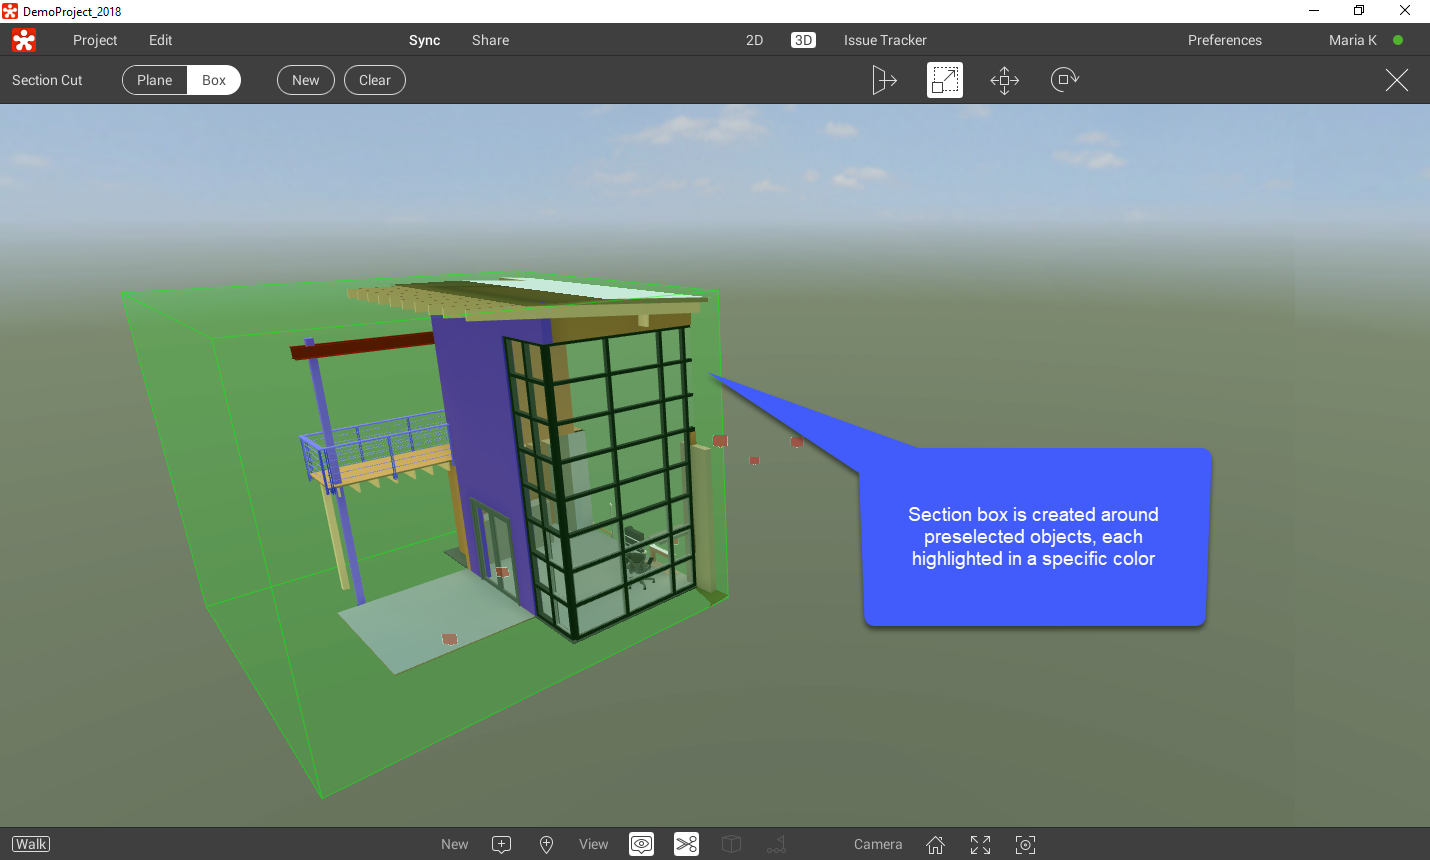 DemoProject_2018
Project Edit Sync Share 2D 3D Issue Tracker Preferences Maria K
Section Cut Plane Box New Clear
Section box is created around
preselected objects, each
highlighted in a specific color
Walk New View Camera